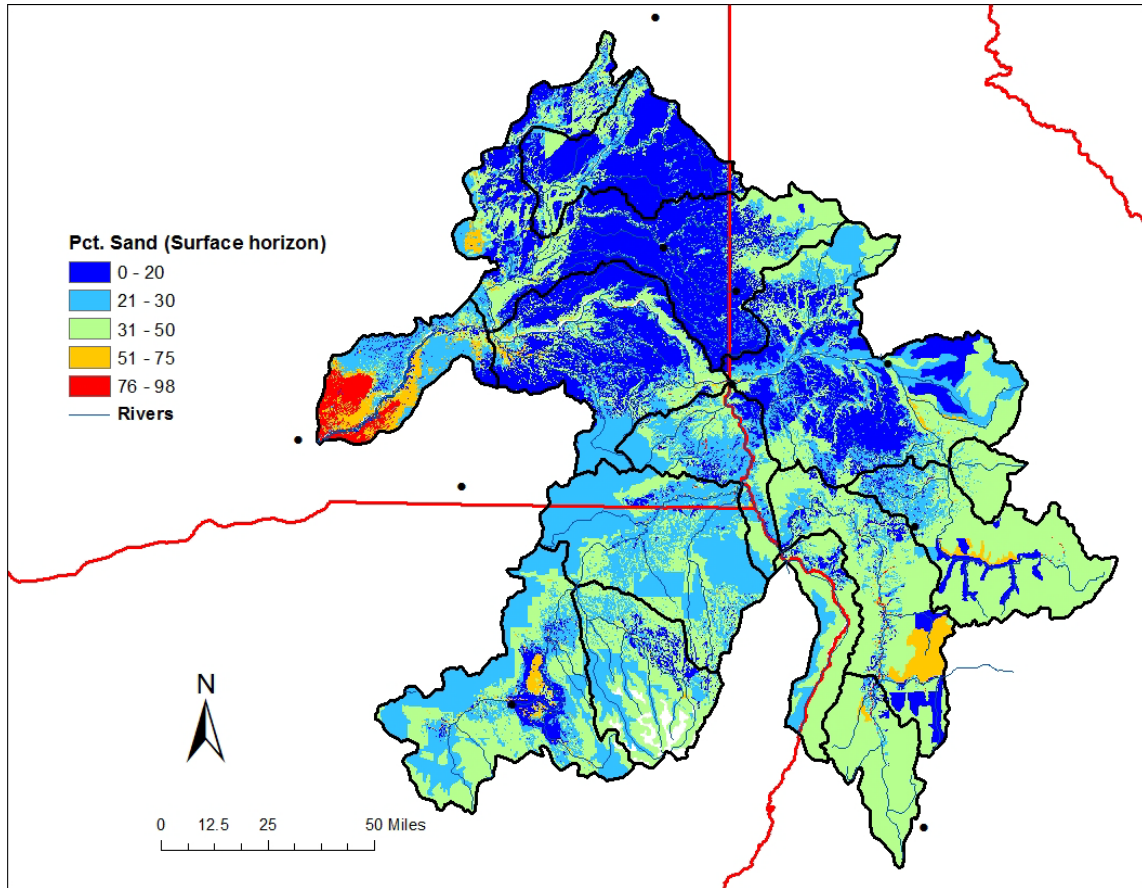 Pct. Sand (Surface horizon)
0 - 20
21 - 30
31 - 50
51 - 75
76 - 98
Rivers
N
0 12.5 25 50 Miles